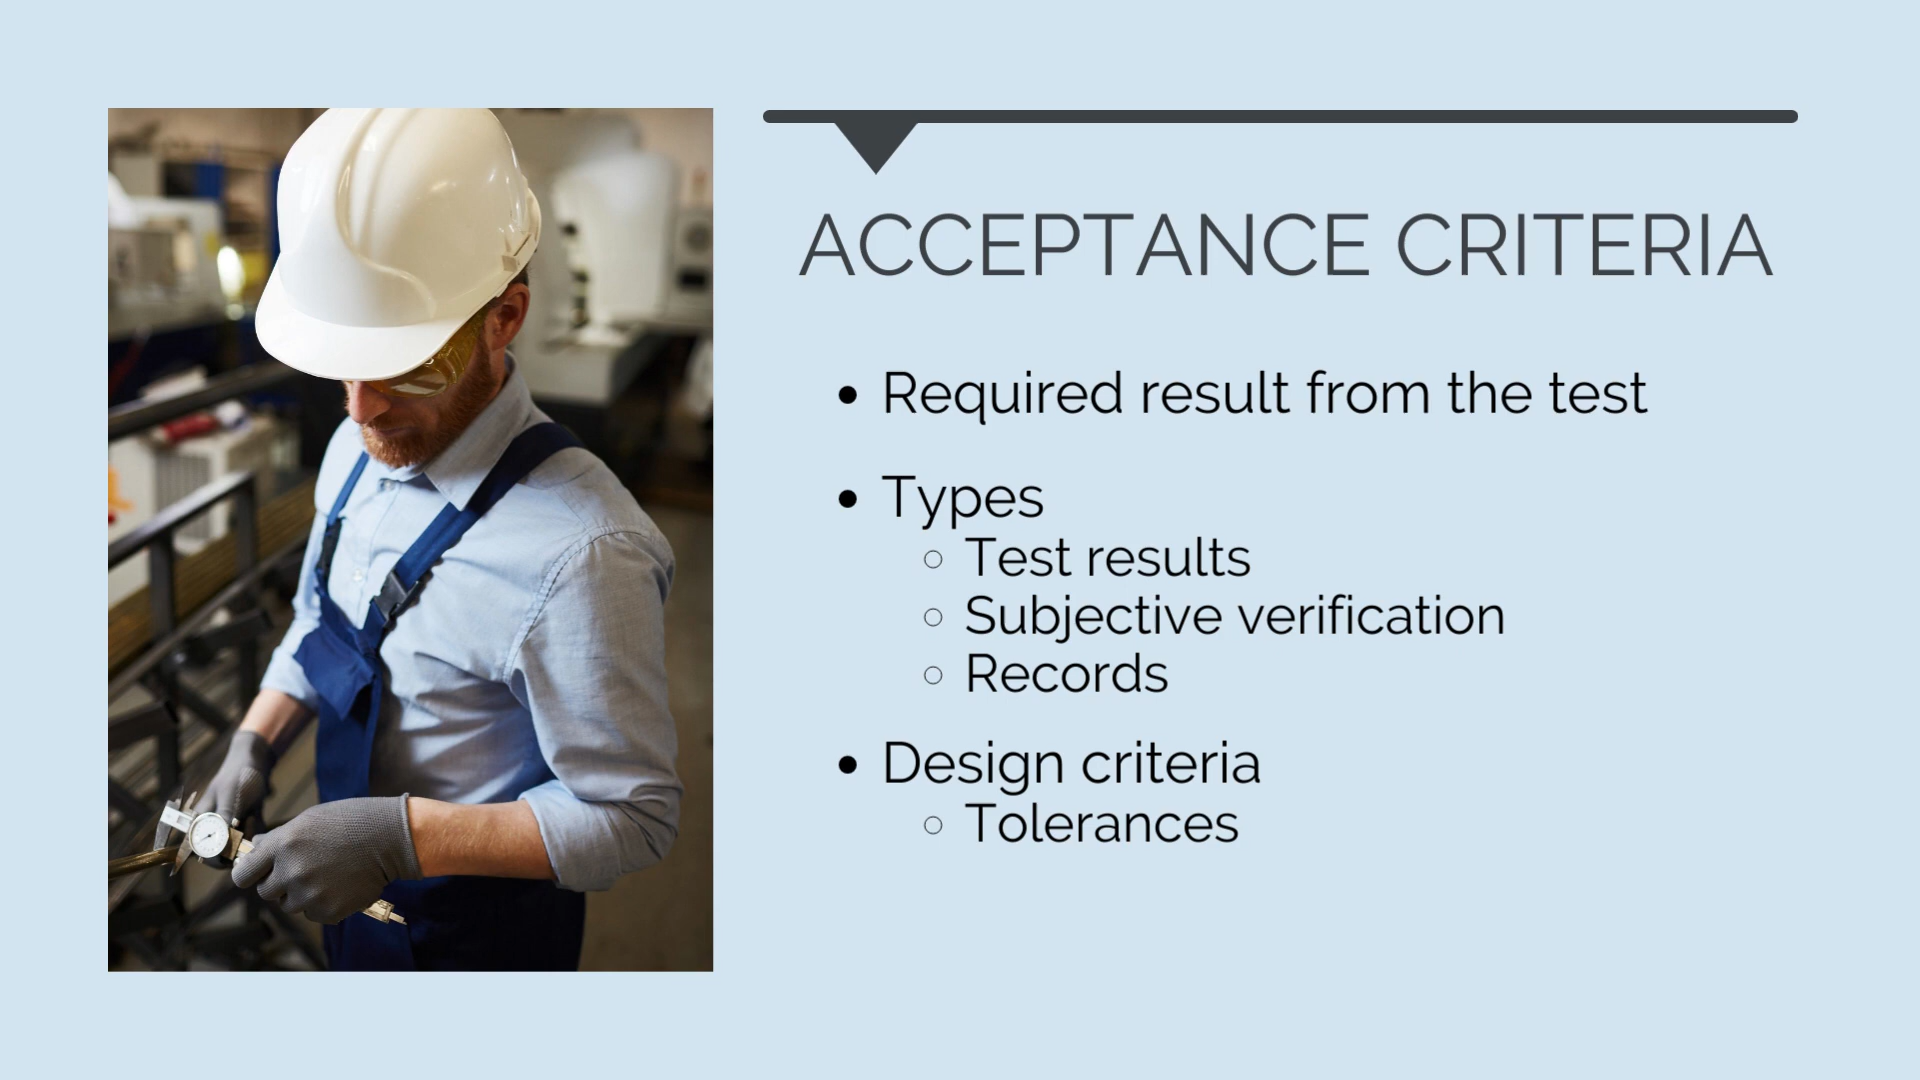 ACCEPTANCE CRITERIA
Required result from the test
Types
Test results
Subjective verification
Records
Design criteria
Tolerances